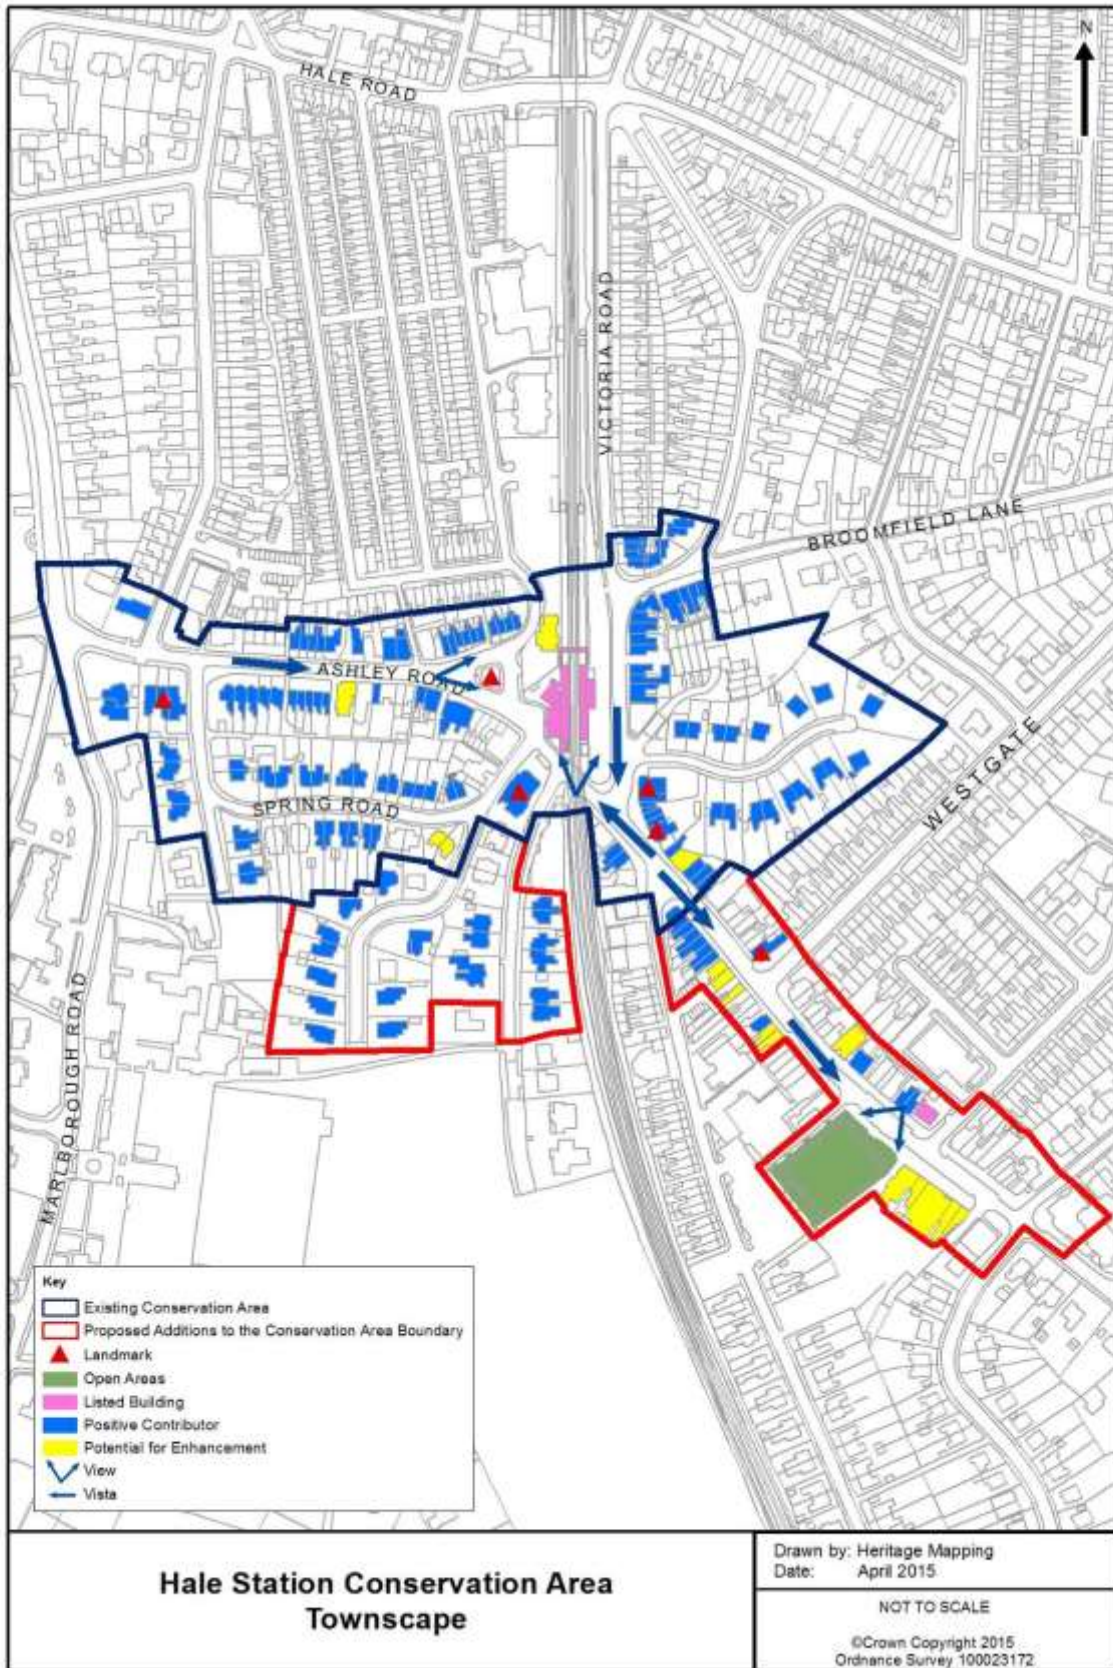 N
HALE ROAD
VICTORIA ROAD
BROOMFIELD LANE
ASHLEY ROAD
WESTGATE
SPRING ROAD
MARLBOROUGH ROAD
Key
Existing Conservation Area
Proposed Additions to the Conservation Area Boundary
Landmark
Open Areas
Listed Building
Positive Contributor
Potential for Enhancement
View
Vista
Hale Station Conservation Area
Townscape
Drawn by: Heritage Mapping
Date: April 2015
NOT TO SCALE
©Crown Copyright 2015
Ordnance Survey 100023172